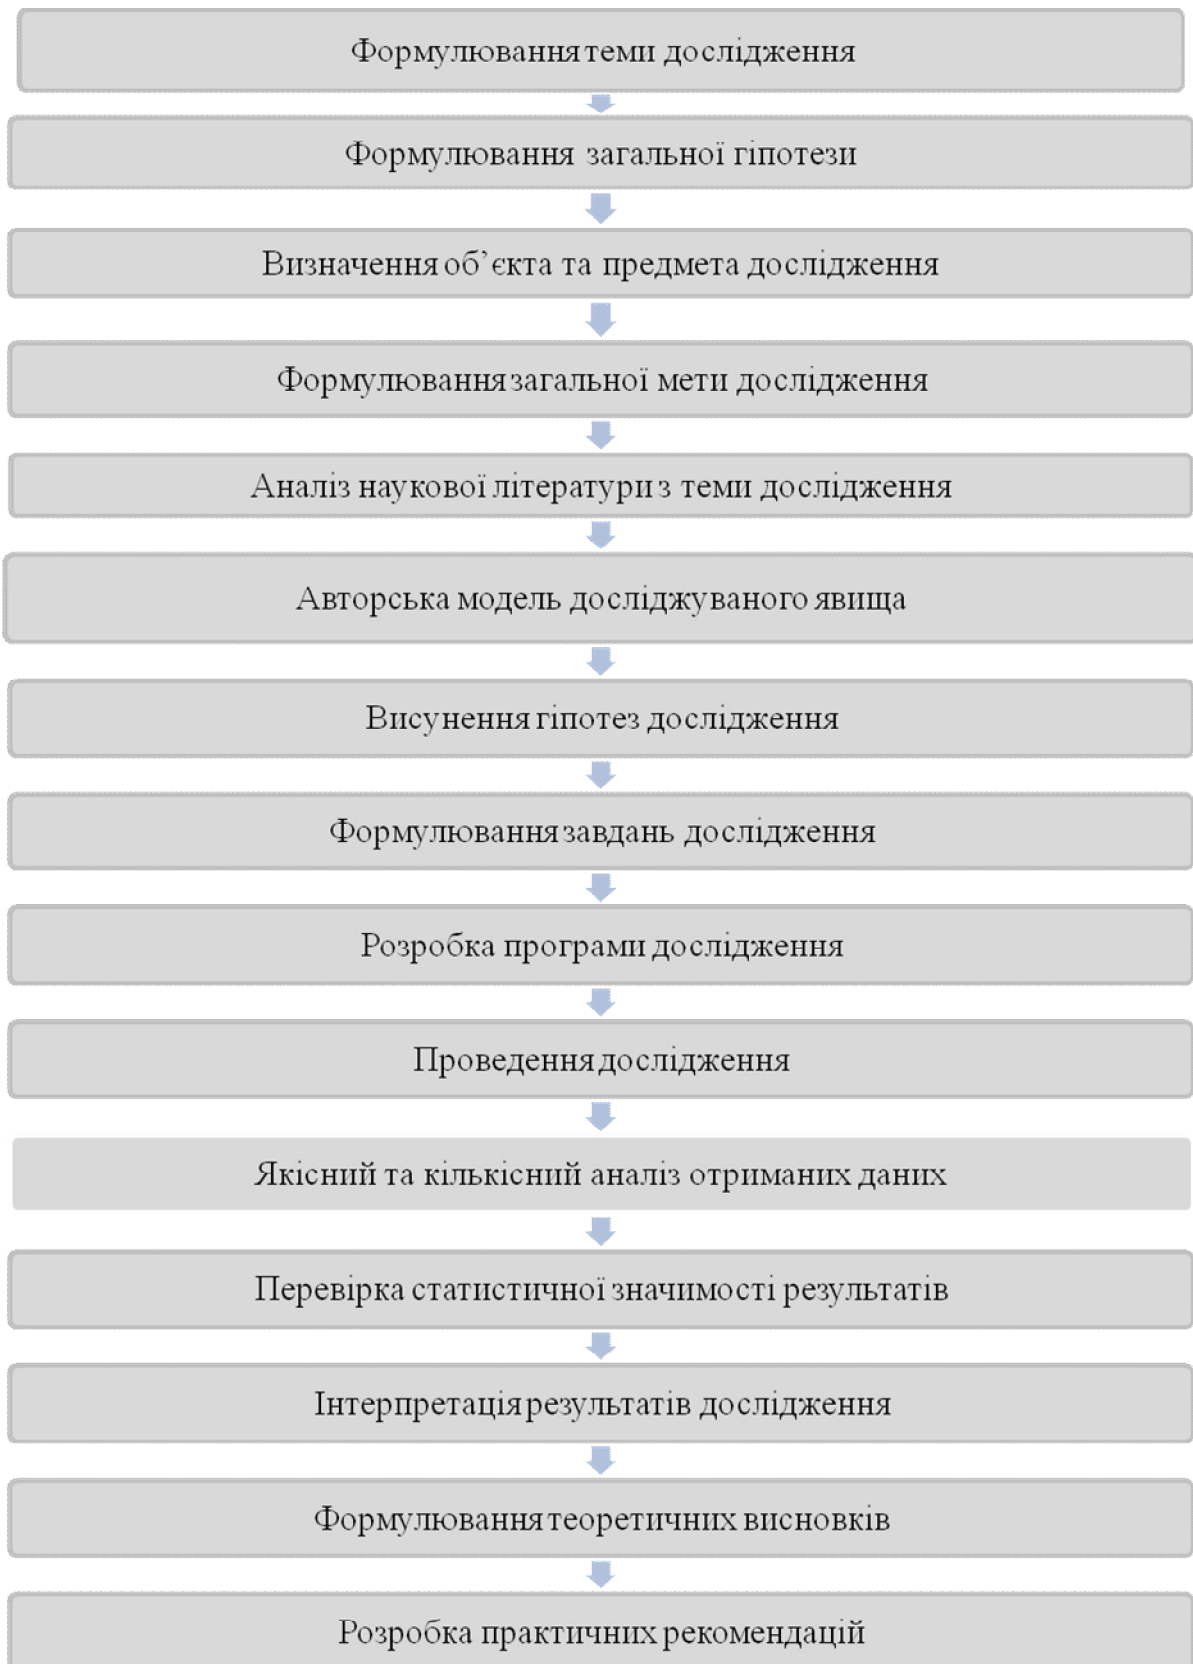 Формулювання теми дослідження
Формулювання загальної гіпотези
Визначення об’єкта та предмета дослідження
Формулювання загальної мети дослідження
Аналіз наукової літератури з теми дослідження
Авторська модель досліджуваного явища
Висунення гіпотез дослідження
Формулювання завдань дослідження
Розробка програми дослідження
Проведення дослідження
Якісний та кількісний аналіз отриманих даних
Перевірка статистичної значимості результатів
Інтерпретація результатів дослідження
Формулювання теоретичних висновків
Розробка практичних рекомендацій